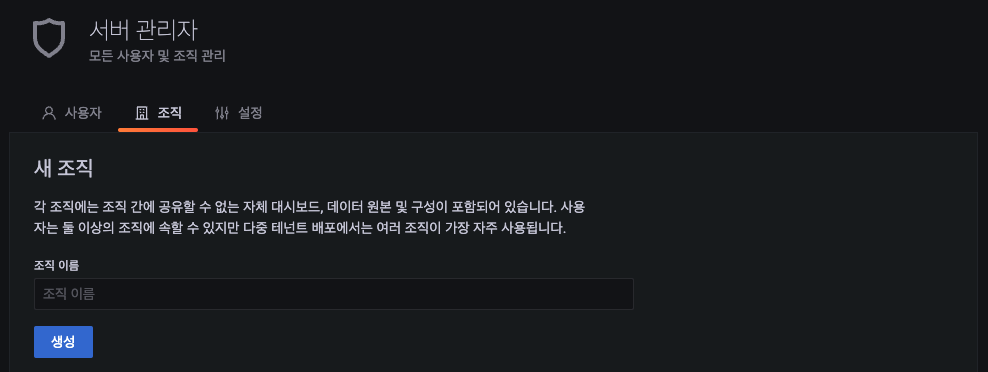 서버 관리자
모든 사용자 및 조직 관리
사용자
조직
설정
새 조직
각 조직에는 조직 간에 공유할 수 없는 자체 대시보드, 데이터 원본 및 구성이 포함되어 있습니다. 사용
자는 둘 이상의 조직에 속할 수 있지만 다중 테넌트 배포에서는 여러 조직이 가장 자주 사용됩니다.
조직 이름
조직 이름
생성